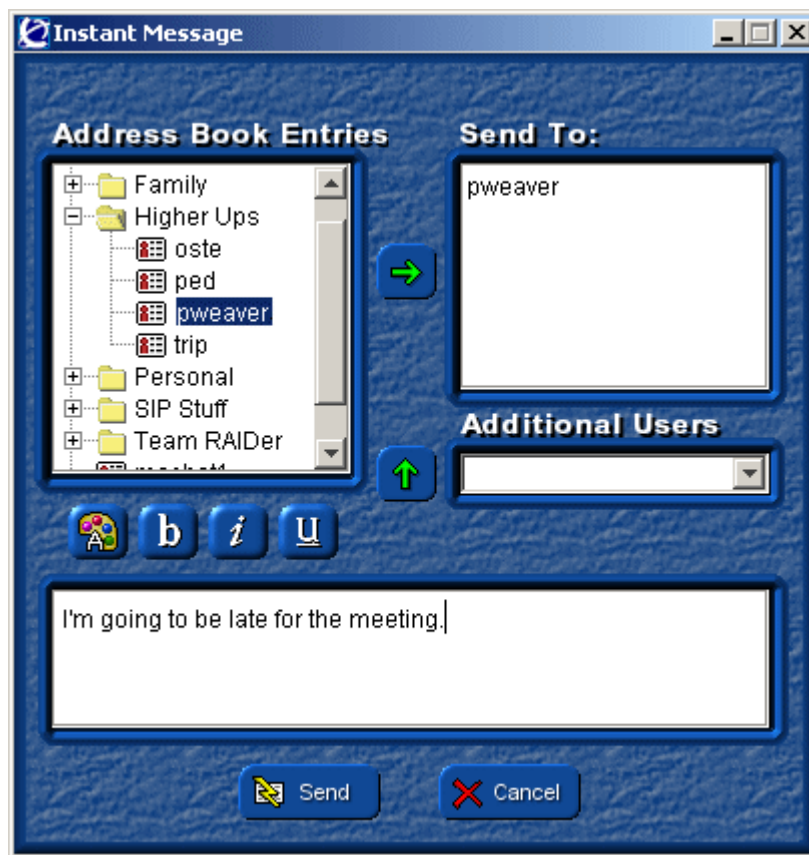 Instant Message
Address Book Entries
Send To:
Family
Higher Ups
oste
ped
pweaver
trip
Personal
SIP Stuff
Team RAIDer
pweaver
Additional Users
A b i u
I'm going to be late for the meeting.
Send
Cancel